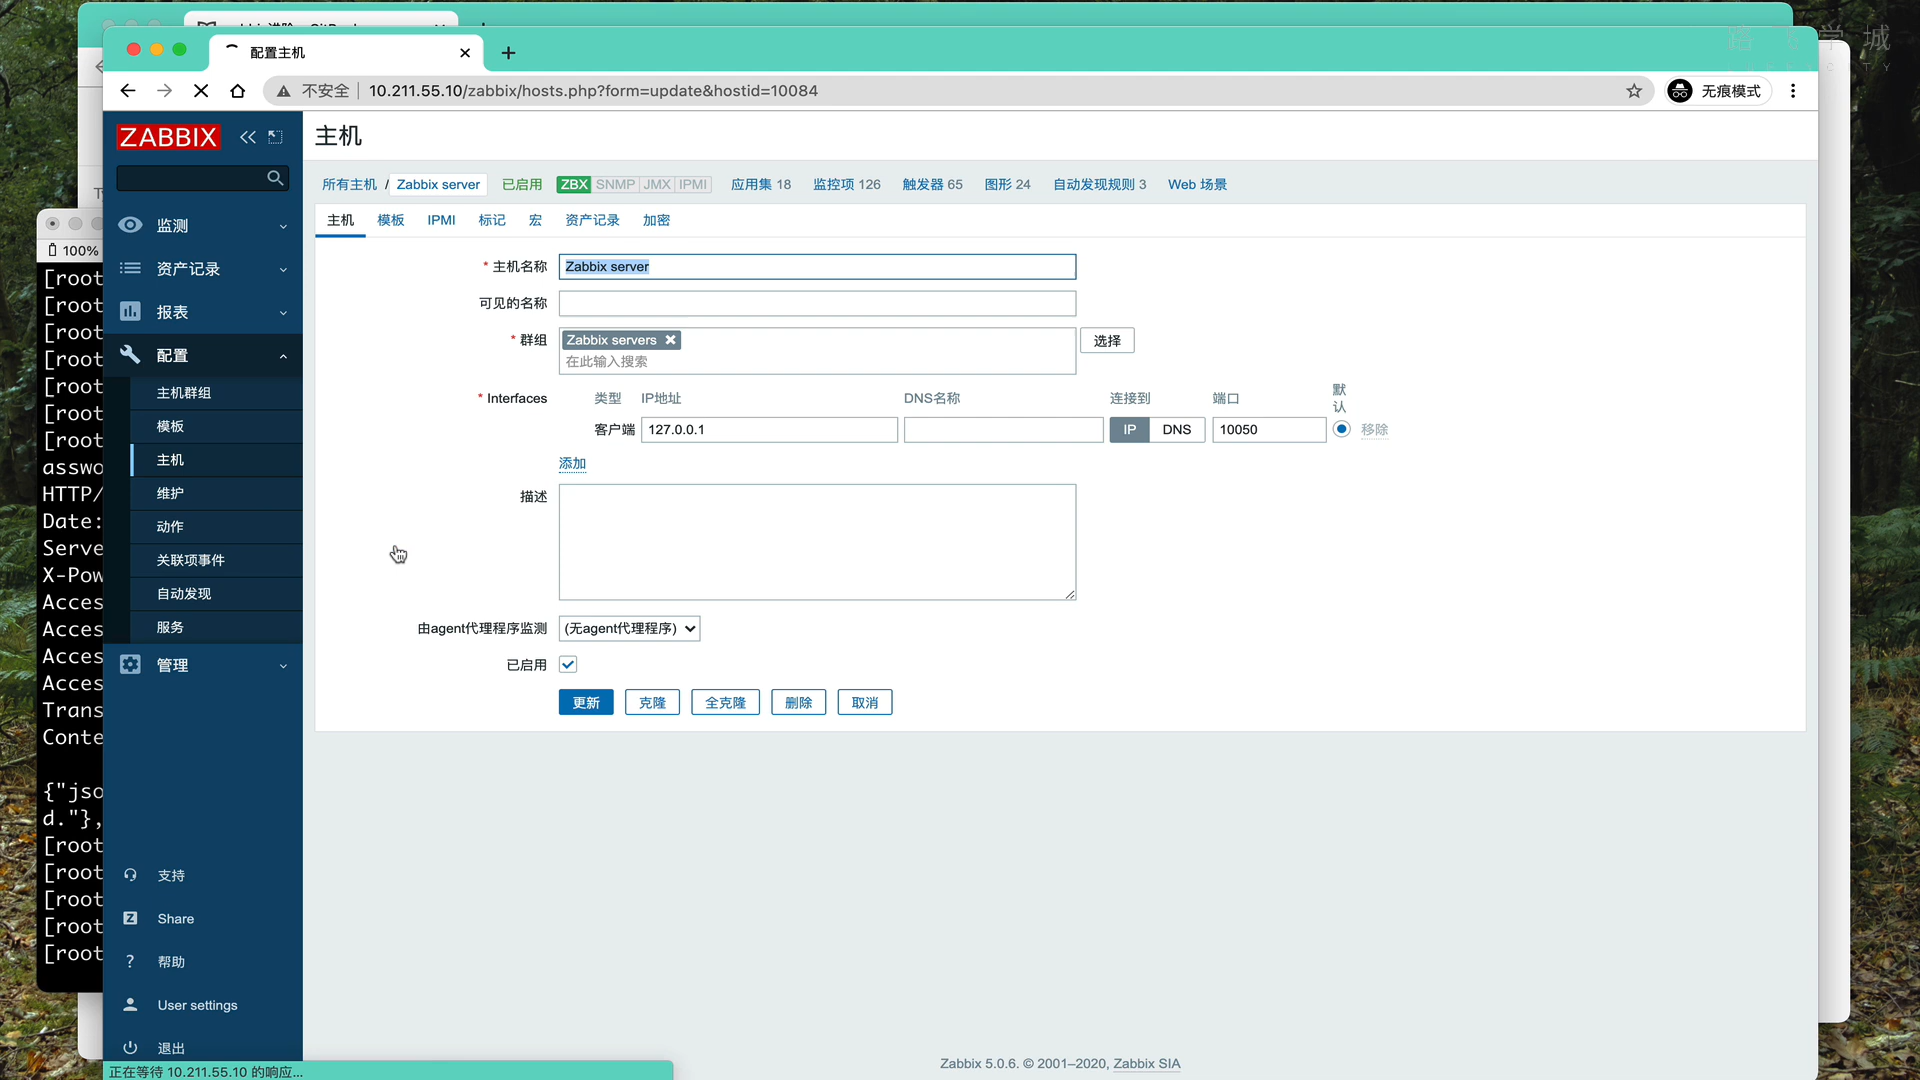 配置主机
不安全 10.211.55.10/zabbix/hosts.php?form=update&hostid=10084
无痕模式
ZABBIX
主机
所有主机 / Zabbix server 已启用 ZBX SNMP JMX IPMI 应用集 18 监控项 126 触发器 65 图形 24 自动发现规则 3 Web 场景
主机 模板 IPMI 标记 宏 资产记录 加密
* 主机名称 Zabbix server
可见的名称
* 群组 Zabbix servers 选择
在此输入搜索
* Interfaces 类型 IP地址 DNS名称 连接到 端口 默认
客户端 127.0.0.1 IP DNS 10050 移除
添加
描述
由agent代理程序监测 (无agent代理程序)
已启用
更新 克隆 全克隆 删除 取消
监测
资产记录
报表
配置
主机群组
模板
主机
维护
动作
关联项事件
自动发现
服务
管理
支持
Share
帮助
User settings
退出
正在等待 10.211.55.10 的响应...
Zabbix 5.0.6. © 2001–2020, Zabbix SIA
100%
[root
[root
[root
[root
[root
[root
[root
asswo
HTTP/
Date:
Serve
X-Pow
Acces
Acces
Acces
Acces
Trans
Conte
{"jso
d."},
[root
[root
[root
[root
[root
学城